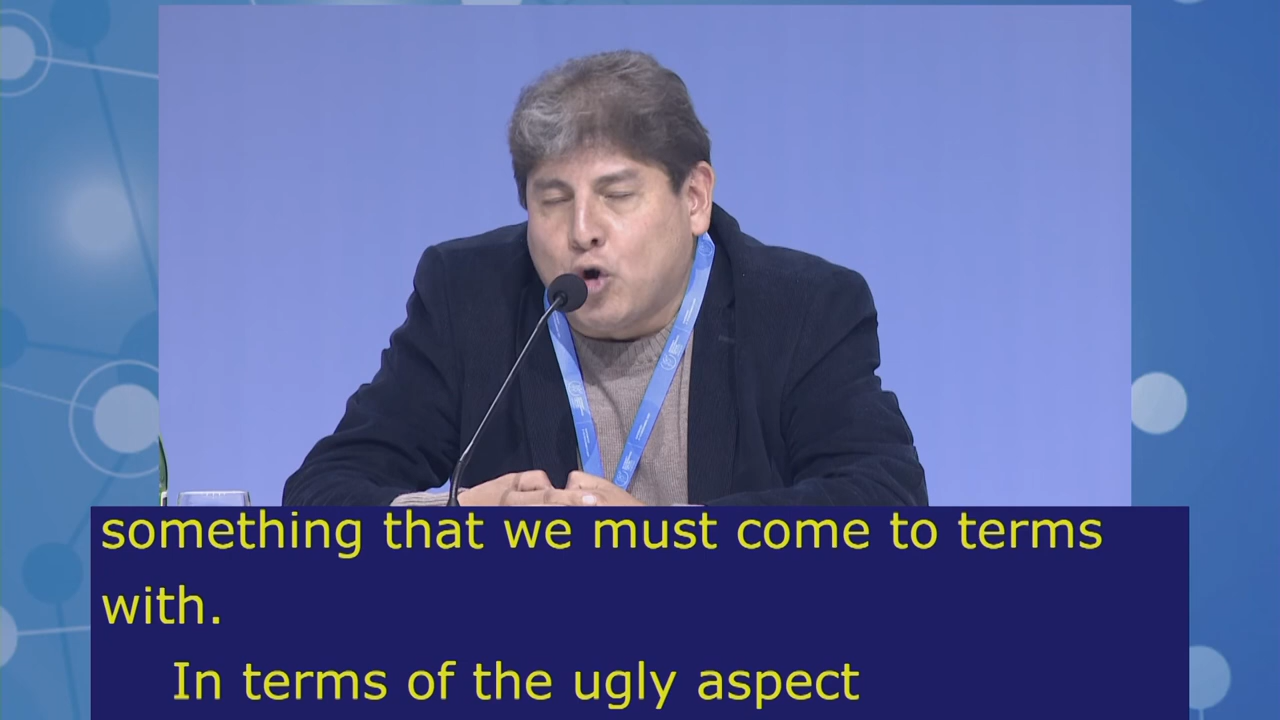 something that we must come to terms
with.
In terms of the ugly aspect